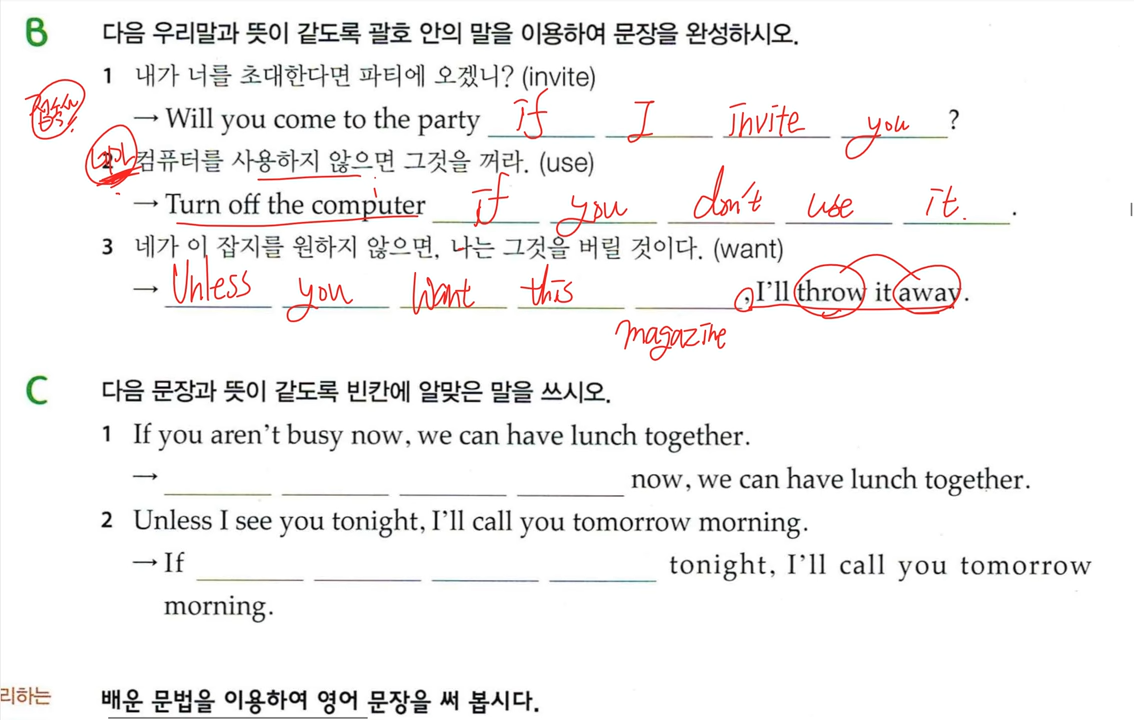 B 다음 우리말과 뜻이 같도록 괄호 안의 말을 이용하여 문장을 완성하시오.
1 내가 너를 초대한다면 파티에 오겠니? (invite)
→ Will you come to the party if I invite you ?
컴퓨터를 사용하지 않으면 그것을 꺼라. (use)
→ Turn off the computer if you don't use it. .
3 네가 이 잡지를 원하지 않으면, 나는 그것을 버릴 것이다. (want)
→ Unless you want this magazine , I'll throw it away.
C 다음 문장과 뜻이 같도록 빈칸에 알맞은 말을 쓰시오.
1 If you aren't busy now, we can have lunch together.
→ now, we can have lunch together.
2 Unless I see you tonight, I'll call you tomorrow morning.
→ If tonight, I'll call you tomorrow
morning.
리하는 배운 문법을 이용하여 영어 문장을 써 봅시다.